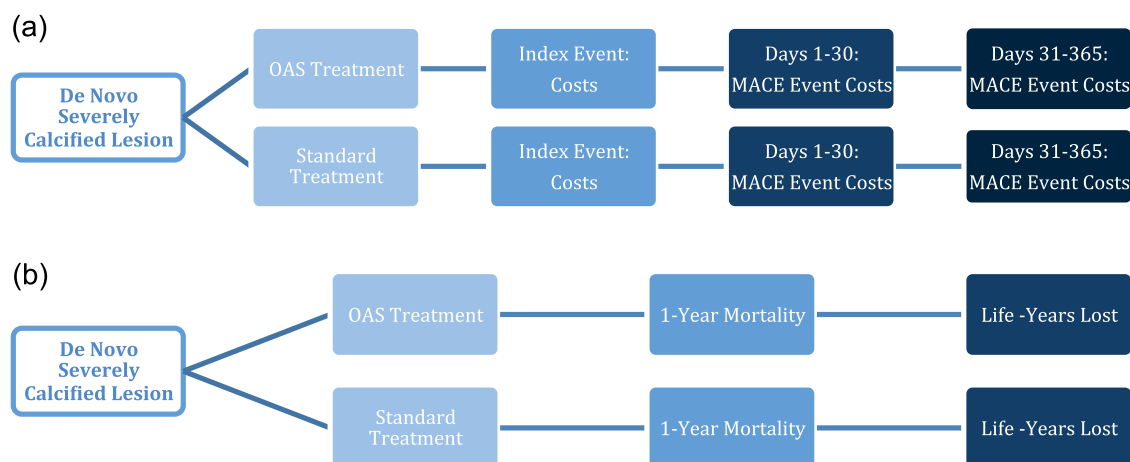 (a)
De Novo
Severely
Calcified Lesion
OAS Treatment
Index Event:
Costs
Days 1-30:
MACE Event Costs
Days 31-365:
MACE Event Costs
Standard
Treatment
Index Event:
Costs
Days 1-30:
MACE Event Costs
Days 31-365:
MACE Event Costs
(b)
De Novo
Severely
Calcified Lesion
OAS Treatment
1-Year Mortality
Life -Years Lost
Standard
Treatment
1-Year Mortality
Life -Years Lost